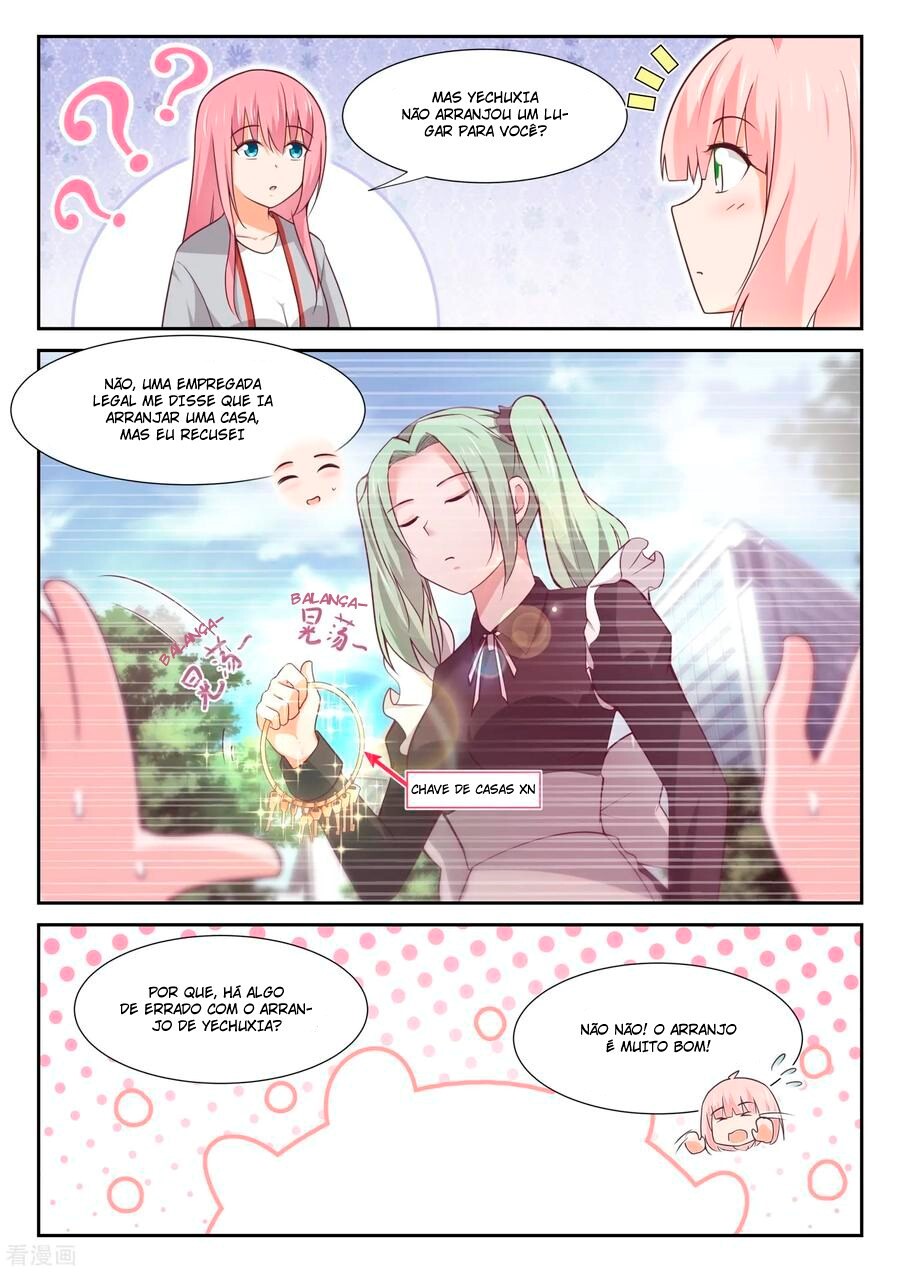 ???
MAS YECHUXIA
NÃO ARRANJOU UM LU-
GAR PARA VOCÊ?
NÃO, UMA EMPREGADA
LEGAL ME DISSE QUE IA
ARRANJAR UMA CASA,
MAS EU RECUSEI
BALANÇA-
晃荡一
BALANÇA-
晃荡一
CHAVE DE CASAS XN
POR QUE, HÁ ALGO
DE ERRADO COM O ARRAN-
JO DE YECHUXIA?
NÃO NÃO! O ARRANJO
É MUITO BOM!
看漫画